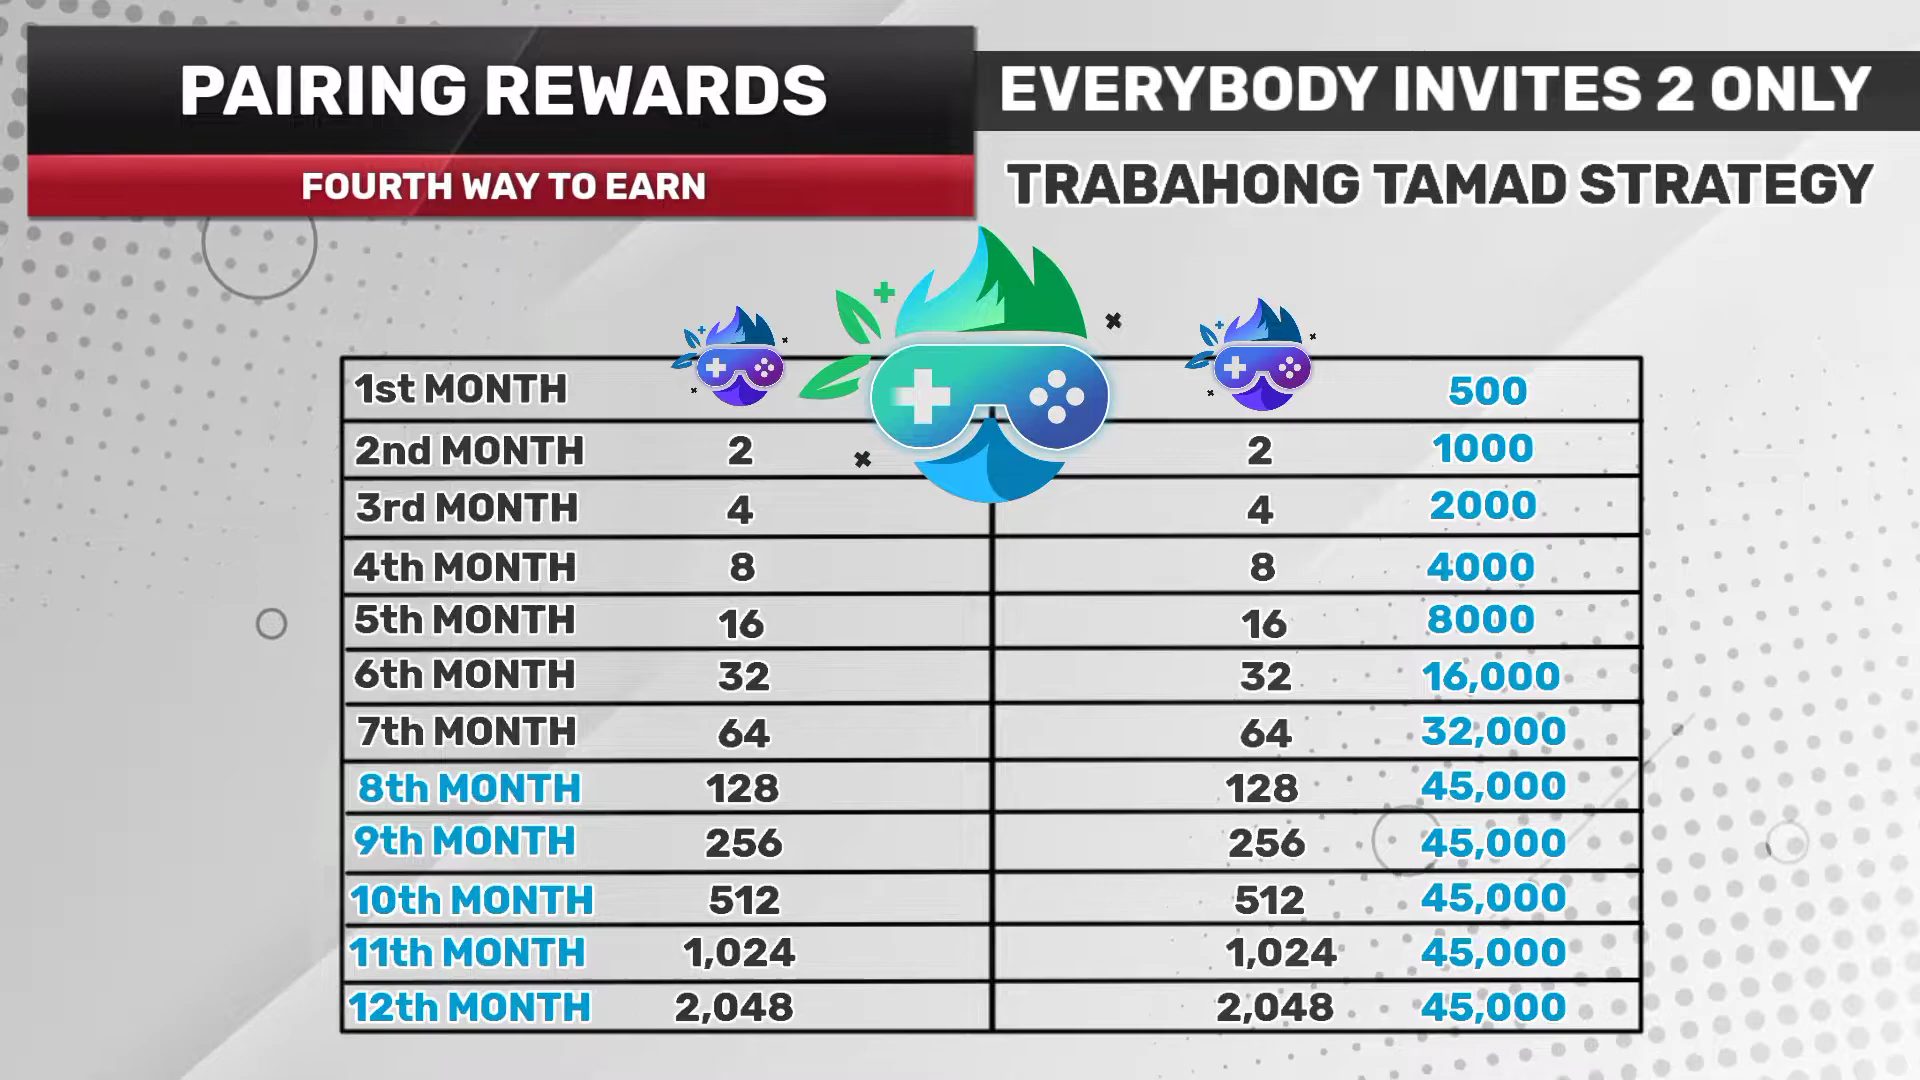 PAIRING REWARDS
FOURTH WAY TO EARN
EVERYBODY INVITES 2 ONLY
TRABAHONG TAMAD STRATEGY
1st MONTH 500
2nd MONTH 2 2 1000
3rd MONTH 4 4 2000
4th MONTH 8 8 4000
5th MONTH 16 16 8000
6th MONTH 32 32 16,000
7th MONTH 64 64 32,000
8th MONTH 128 128 45,000
9th MONTH 256 256 45,000
10th MONTH 512 512 45,000
11th MONTH 1,024 1,024 45,000
12th MONTH 2,048 2,048 45,000